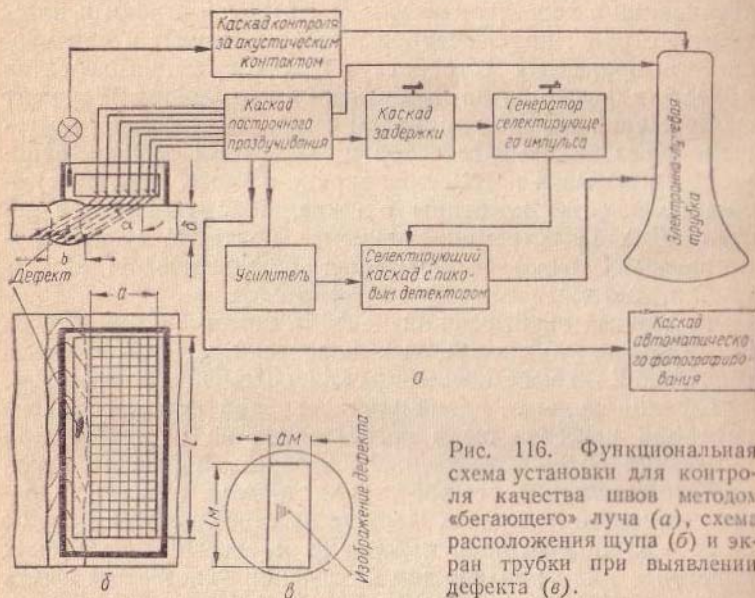 Каскад контроля
за акустическим
контактом
Каскад
построчного
прозвучивания
Каскад
задержки
Генератор
селектирующе-
го импульса
Электронно-лучевая
трубка
α
δ
b
Дефект
Усилитель
Селектирующий
каскад с пико-
вым детектором
Каскад
автоматическо-
го фотографиро-
вания
а
a
L
б
aм
lм
Изображение дефекта
в
Рис. 116. Функциональная
схема установки для контро-
ля качества швов методом
«бегающего» луча (а), схема
расположения щупа (б) и эк-
ран трубки при выявлении
дефекта (в).